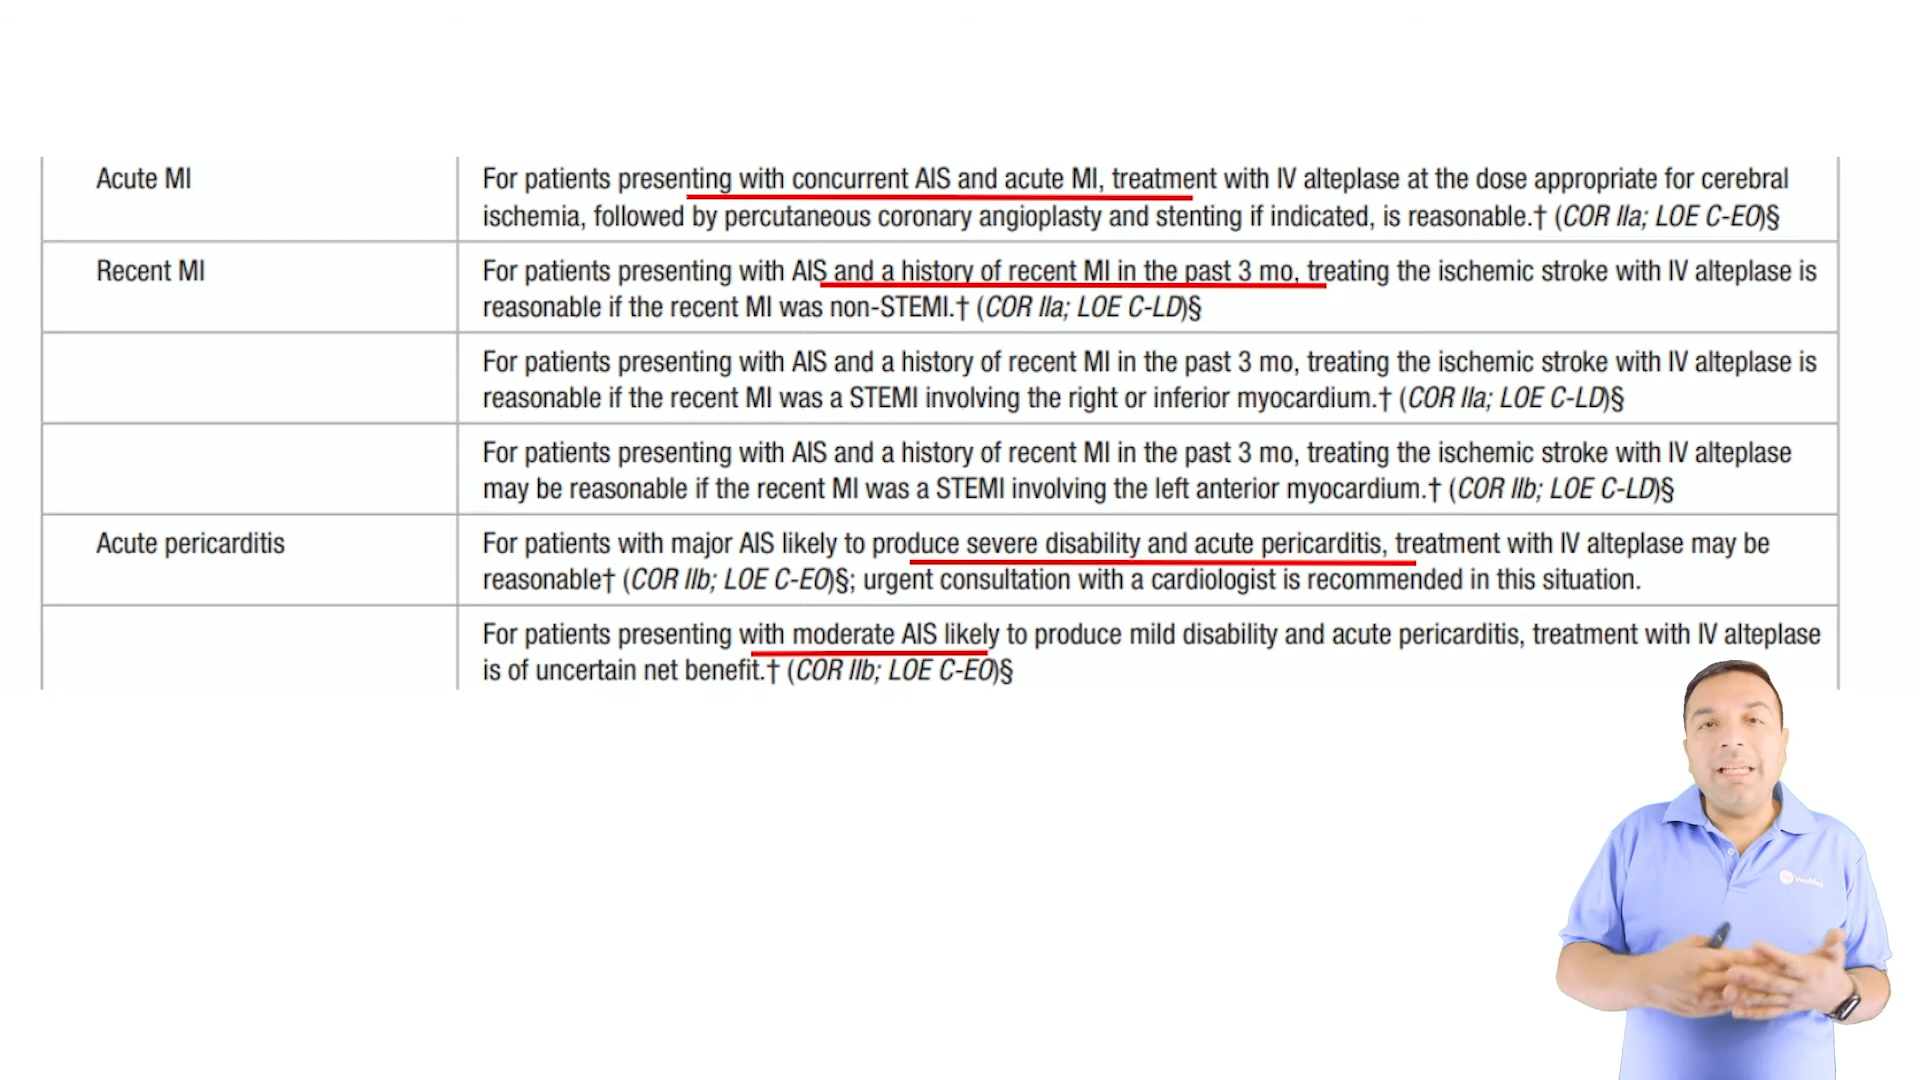 Acute MI
For patients presenting with concurrent AIS and acute MI, treatment with IV alteplase at the dose appropriate for cerebral
ischemia, followed by percutaneous coronary angioplasty and stenting if indicated, is reasonable.† (COR IIa; LOE C-EO)§
Recent MI
For patients presenting with AIS and a history of recent MI in the past 3 mo, treating the ischemic stroke with IV alteplase is
reasonable if the recent MI was non-STEMI.† (COR IIa; LOE C-LD)§
For patients presenting with AIS and a history of recent MI in the past 3 mo, treating the ischemic stroke with IV alteplase is
reasonable if the recent MI was a STEMI involving the right or inferior myocardium.† (COR IIa; LOE C-LD)§
For patients presenting with AIS and a history of recent MI in the past 3 mo, treating the ischemic stroke with IV alteplase
may be reasonable if the recent MI was a STEMI involving the left anterior myocardium.† (COR IIb; LOE C-LD)§
Acute pericarditis
For patients with major AIS likely to produce severe disability and acute pericarditis, treatment with IV alteplase may be
reasonable† (COR IIb; LOE C-EO)§; urgent consultation with a cardiologist is recommended in this situation.
For patients presenting with moderate AIS likely to produce mild disability and acute pericarditis, treatment with IV alteplase
is of uncertain net benefit.† (COR IIb; LOE C-EO)§